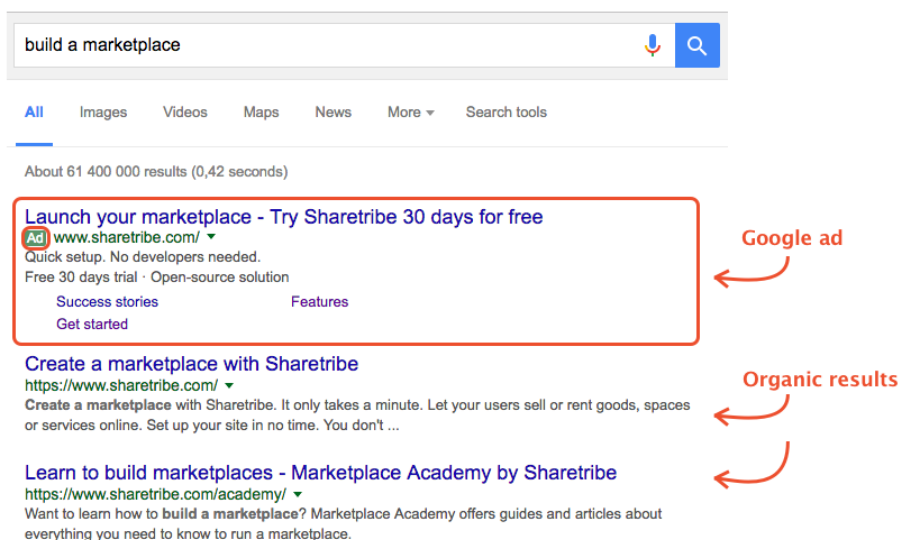 build a marketplace
All Images Videos Maps News More Search tools
About 61 400 000 results (0,42 seconds)
Launch your marketplace - Try Sharetribe 30 days for free
Ad www.sharetribe.com/
Google ad
Quick setup. No developers needed.
Free 30 days trial · Open-source solution
Success stories Features
Get started
Create a marketplace with Sharetribe
https://www.sharetribe.com/
Organic results
Create a marketplace with Sharetribe. It only takes a minute. Let your users sell or rent goods, spaces
or services online. Set up your site in no time. You don't ...
Learn to build marketplaces - Marketplace Academy by Sharetribe
https://www.sharetribe.com/academy/
Want to learn how to build a marketplace? Marketplace Academy offers guides and articles about
everything you need to know to run a marketplace.